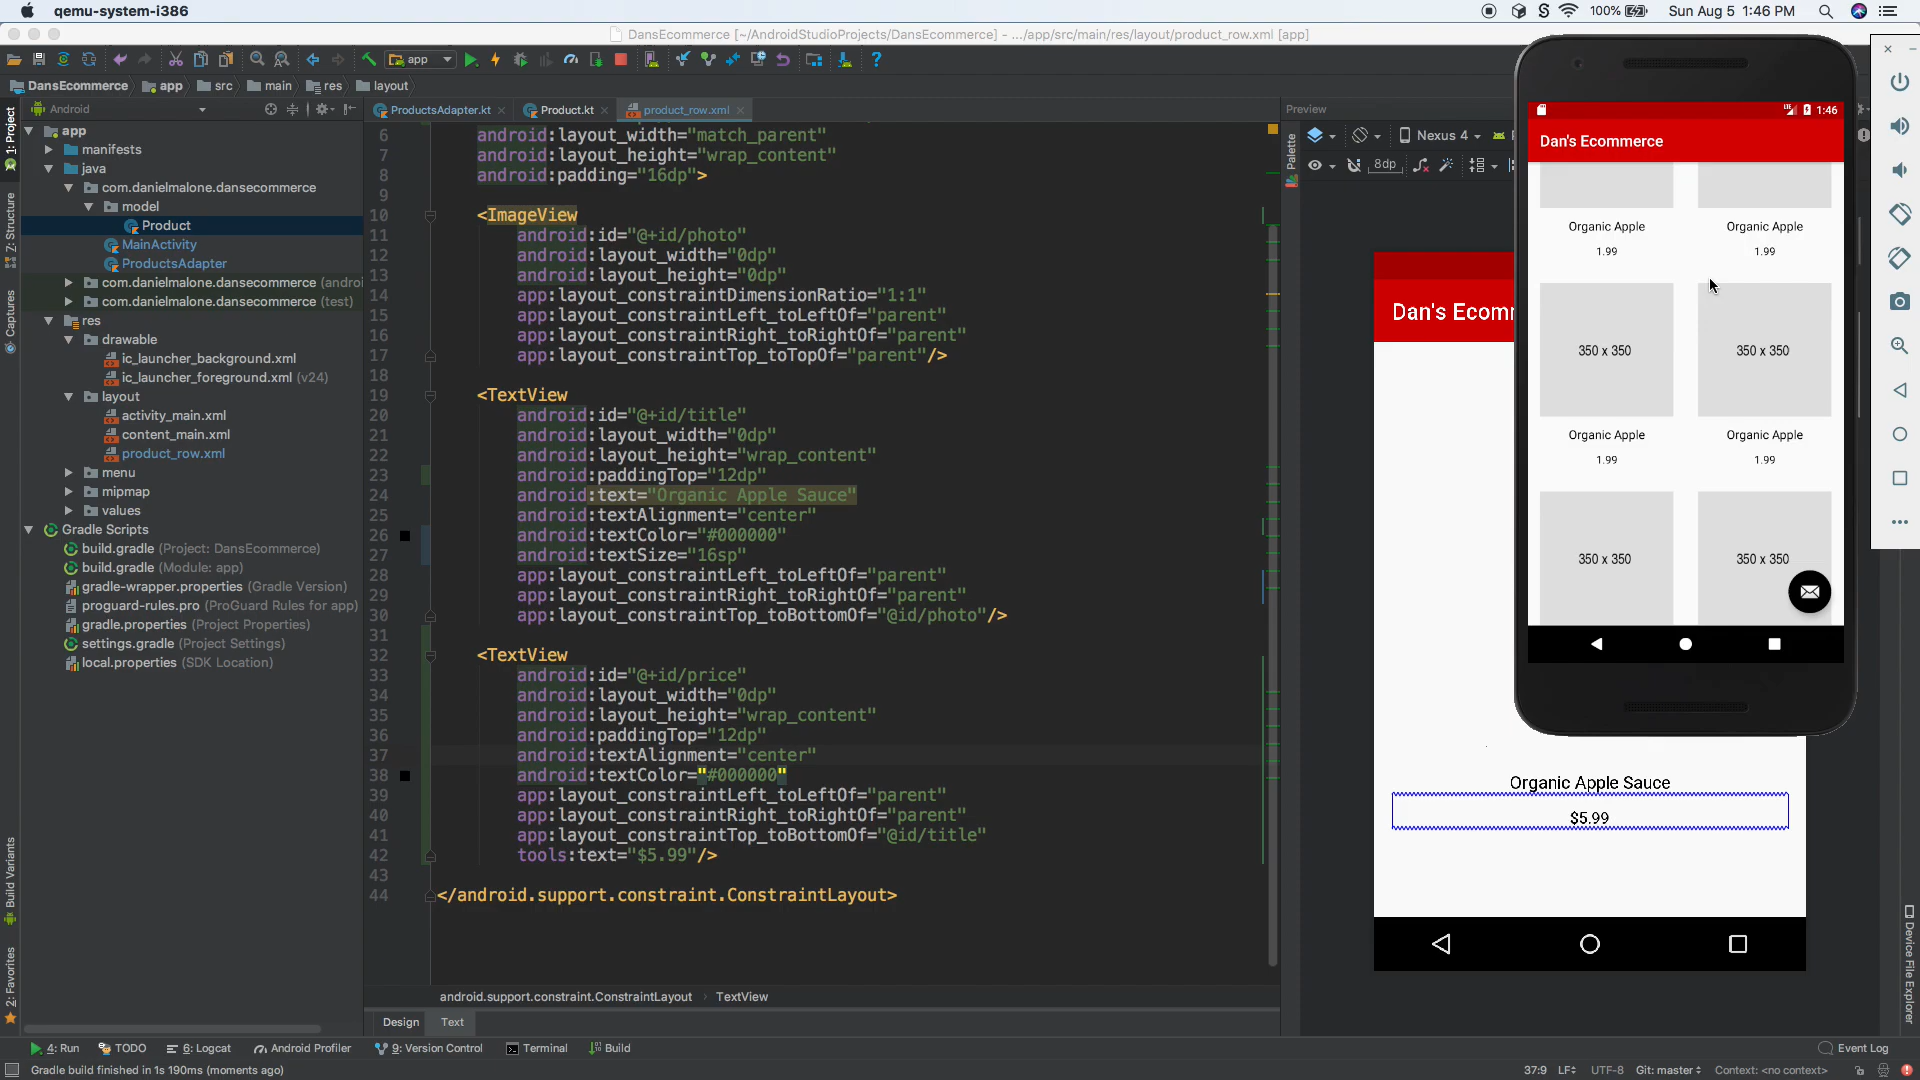 qemu-system-i386
100%
Sun Aug 5 1:46 PM
DansEcommerce [~/AndroidStudioProjects/DansEcommerce] - .../app/src/main/res/layout/product_row.xml [app]
app
DansEcommerce
app
src
main
res
layout
Android
ProductsAdapter.kt
Product.kt
product_row.xml
Preview
1: Project
Z: Structure
Captures
Build Variants
2: Favorites
app
manifests
java
com.danielmalone.dansecommerce
model
Product
MainActivity
ProductsAdapter
com.danielmalone.dansecommerce (androi
com.danielmalone.dansecommerce (test)
res
drawable
ic_launcher_background.xml
ic_launcher_foreground.xml (v24)
layout
activity_main.xml
content_main.xml
product_row.xml
menu
mipmap
values
Gradle Scripts
build.gradle (Project: DansEcommerce)
build.gradle (Module: app)
gradle-wrapper.properties (Gradle Version)
proguard-rules.pro (ProGuard Rules for app)
gradle.properties (Project Properties)
settings.gradle (Project Settings)
local.properties (SDK Location)
6 android:layout_width="match_parent"
7 android:layout_height="wrap_content"
8 android:padding="16dp">
9
10 <ImageView
11 android:id="@+id/photo"
12 android:layout_width="0dp"
13 android:layout_height="0dp"
14 app:layout_constraintDimensionRatio="1:1"
15 app:layout_constraintLeft_toLeftOf="parent"
16 app:layout_constraintRight_toRightOf="parent"
17 app:layout_constraintTop_toTopOf="parent"/>
18
19 <TextView
20 android:id="@+id/title"
21 android:layout_width="0dp"
22 android:layout_height="wrap_content"
23 android:paddingTop="12dp"
24 android:text="Organic Apple Sauce"
25 android:textAlignment="center"
26 android:textColor="#000000"
27 android:textSize="16sp"
28 app:layout_constraintLeft_toLeftOf="parent"
29 app:layout_constraintRight_toRightOf="parent"
30 app:layout_constraintTop_toBottomOf="@id/photo"/>
31
32 <TextView
33 android:id="@+id/price"
34 android:layout_width="0dp"
35 android:layout_height="wrap_content"
36 android:paddingTop="12dp"
37 android:textAlignment="center"
38 android:textColor="#000000"
39 app:layout_constraintLeft_toLeftOf="parent"
40 app:layout_constraintRight_toRightOf="parent"
41 app:layout_constraintTop_toBottomOf="@id/title"
42 tools:text="$5.99"/>
43
44 </android.support.constraint.ConstraintLayout>
android.support.constraint.ConstraintLayout
TextView
Design
Text
Palette
Nexus 4
8dp
Dan's Ecomm
Organic Apple Sauce
$5.99
1:46
Dan's Ecommerce
Organic Apple
Organic Apple
1.99
1.99
350 x 350
350 x 350
Organic Apple
Organic Apple
1.99
1.99
350 x 350
350 x 350
Device File Explorer
4: Run
TODO
6: Logcat
Android Profiler
9: Version Control
Terminal
Build
Event Log
Gradle build finished in 1s 190ms (moments ago)
37:9
LF
UTF-8
Git: master
Context: <no context>